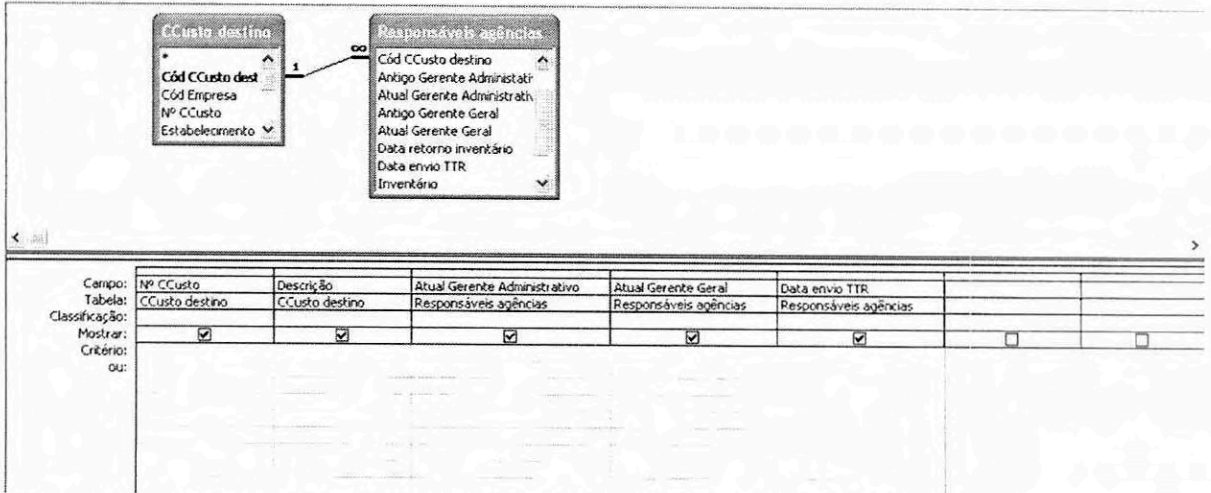 CCusto destino
*
Cód CCusto dest
Cód Empresa
Nº CCusto
Estabelecimento
1
∞
Responsáveis agências
Cód CCusto destino
Antigo Gerente Administratir
Atual Gerente Administrativ
Antigo Gerente Geral
Atual Gerente Geral
Data retorno inventário
Data envio TTR
Inventário
Campo: Nº CCusto Descrição Atual Gerente Administrativo Atual Gerente Geral Data envio TTR
Tabela: CCusto destino CCusto destino Responsáveis agências Responsáveis agências Responsáveis agências
Classificação:
Mostrar:
Critério:
ou: